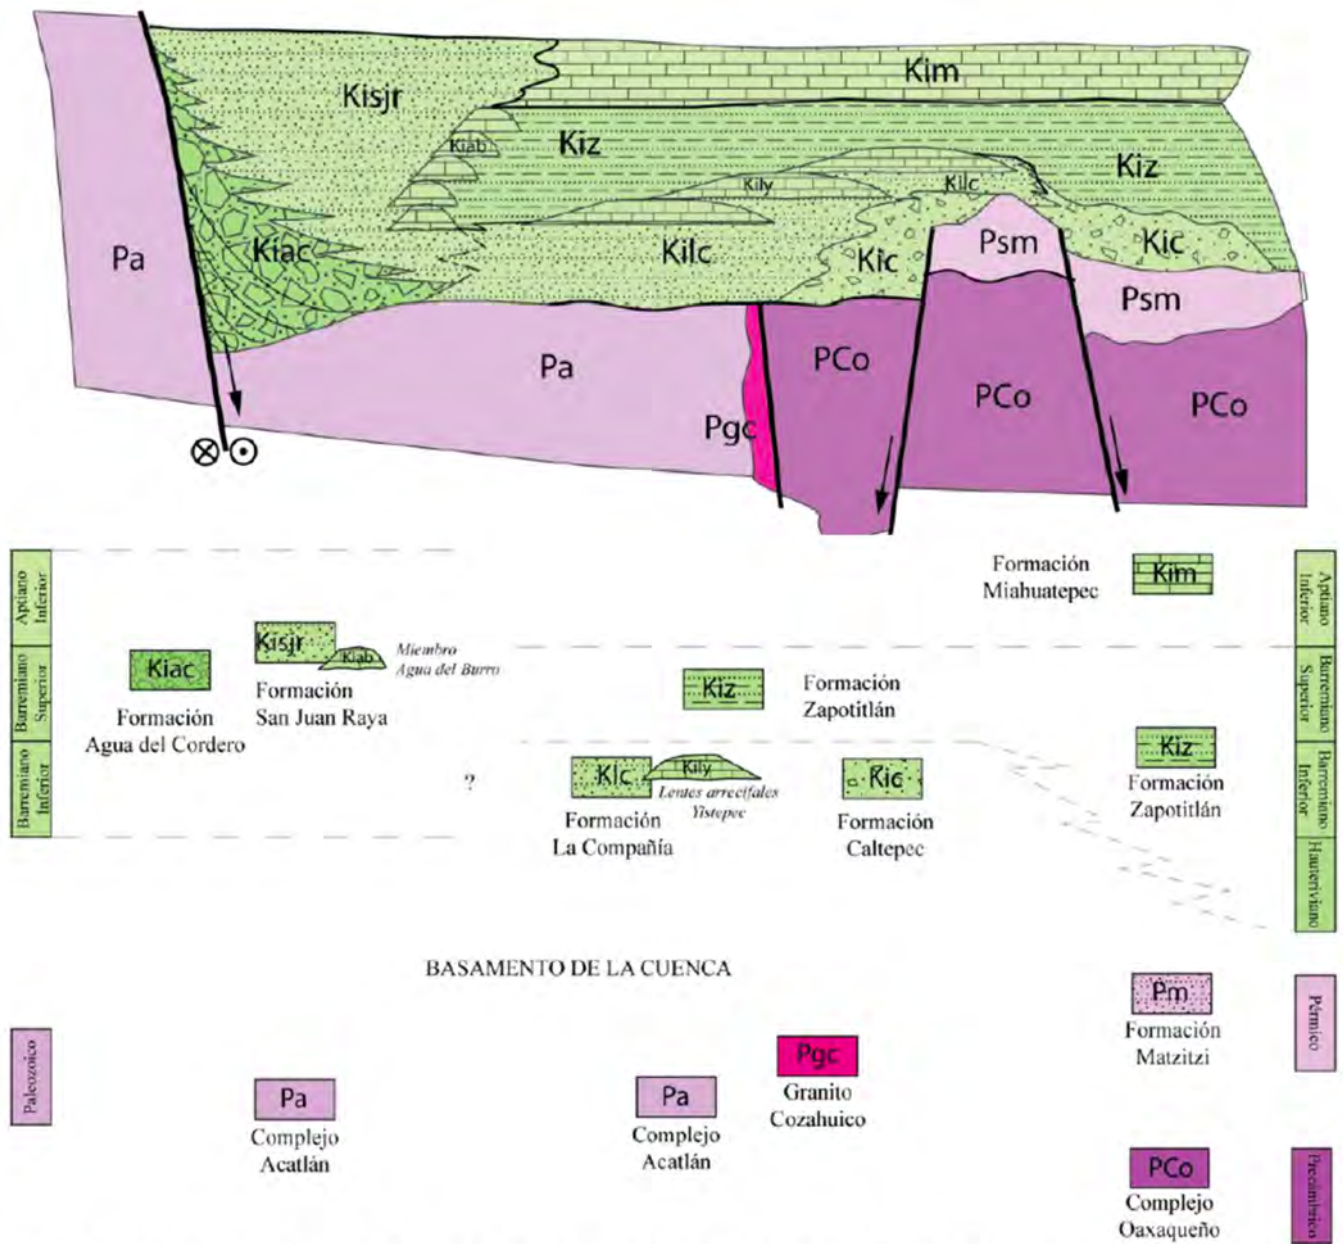 Kim
Kisjr
Kiab
Kiz
Kiz
Kily
Kilc
Pa
Kiac
Kilc
Kic
Psm
Kic
Psm
Pa
PCo
PCo
PCo
Pgc
Aptiano
Inferior
Barremiano
Superior
Barremiano
Inferior
Formación
Miahuatepec
Kim
Aptiano
Inferior
Kisjr
Kiab
Miembro
Agua del Burro
Kiac
Formación
San Juan Raya
Formación
Agua del Cordero
Kiz
Formación
Zapotitlán
Barremiano
Superior
Kiz
Formación
Zapotitlán
Barremiano
Inferior
?
Klc
Kily
Lentes arrecifales
Yistepec
Formación
La Compañía
Kic
Formación
Caltepec
Hauteriviano
BASAMENTO DE LA CUENCA
Pm
Formación
Matzitzi
Pérmico
Paleozoico
Pa
Complejo
Acatlán
Pa
Complejo
Acatlán
Pgc
Granito
Cozahuico
PCo
Complejo
Oaxaqueño
Precámbrico